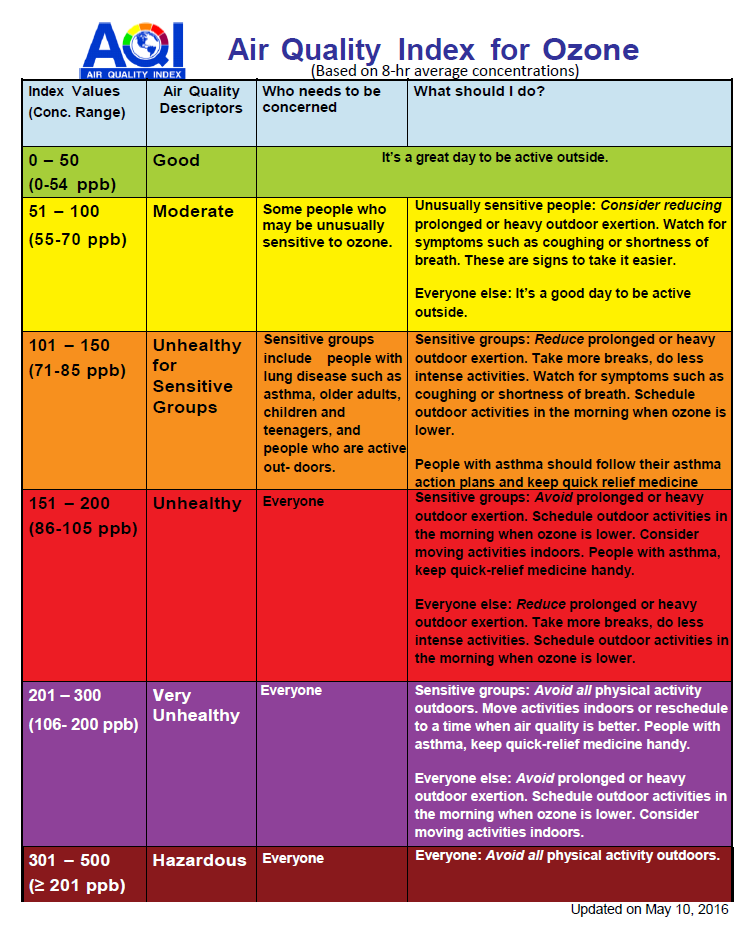 AQI
AIR QUALITY INDEX
Air Quality Index for Ozone
(Based on 8-hr average concentrations)
Index Values
(Conc. Range)
Air Quality
Descriptors
Who needs to be
concerned
What should I do?
0 – 50
(0-54 ppb)
Good
It's a great day to be active outside.
51 – 100
(55-70 ppb)
Moderate
Some people who
may be unusually
sensitive to ozone.
Unusually sensitive people: Consider reducing
prolonged or heavy outdoor exertion. Watch for
symptoms such as coughing or shortness of
breath. These are signs to take it easier.
Everyone else: It's a good day to be active
outside.
101 – 150
(71-85 ppb)
Unhealthy
for
Sensitive
Groups
Sensitive groups
include people with
lung disease such as
asthma, older adults,
children and
teenagers, and
people who are active
out- doors.
Sensitive groups: Reduce prolonged or heavy
outdoor exertion. Take more breaks, do less
intense activities. Watch for symptoms such as
coughing or shortness of breath. Schedule
outdoor activities in the morning when ozone is
lower.
People with asthma should follow their asthma
action plans and keep quick relief medicine
151 – 200
(86-105 ppb)
Unhealthy
Everyone
Sensitive groups: Avoid prolonged or heavy
outdoor exertion. Schedule outdoor activities in
the morning when ozone is lower. Consider
moving activities indoors. People with asthma,
keep quick-relief medicine handy.
Everyone else: Reduce prolonged or heavy
outdoor exertion. Take more breaks, do less
intense activities. Schedule outdoor activities in
the morning when ozone is lower.
201 – 300
(106- 200 ppb)
Very
Unhealthy
Everyone
Sensitive groups: Avoid all physical activity
outdoors. Move activities indoors or reschedule
to a time when air quality is better. People with
asthma, keep quick-relief medicine handy.
Everyone else: Avoid prolonged or heavy
outdoor exertion. Schedule outdoor activities in
the morning when ozone is lower. Consider
moving activities indoors.
301 – 500
(≥ 201 ppb)
Hazardous
Everyone
Everyone: Avoid all physical activity outdoors.
Updated on May 10, 2016